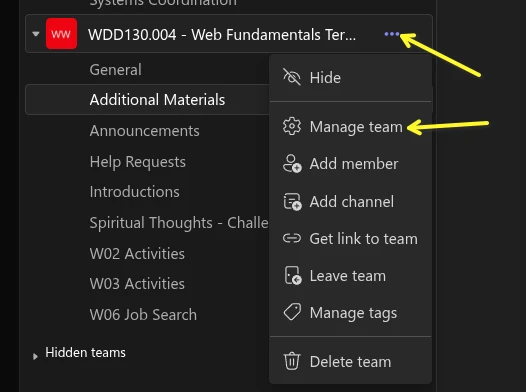 Systems Coordination
WW WDD130.004 - Web Fundamentals Ter...
General
Additional Materials
Announcements
Help Requests
Introductions
Spiritual Thoughts - Challe
W02 Activities
W03 Activities
W06 Job Search
Hidden teams
Hide
Manage team
Add member
Add channel
Get link to team
Leave team
Manage tags
Delete team